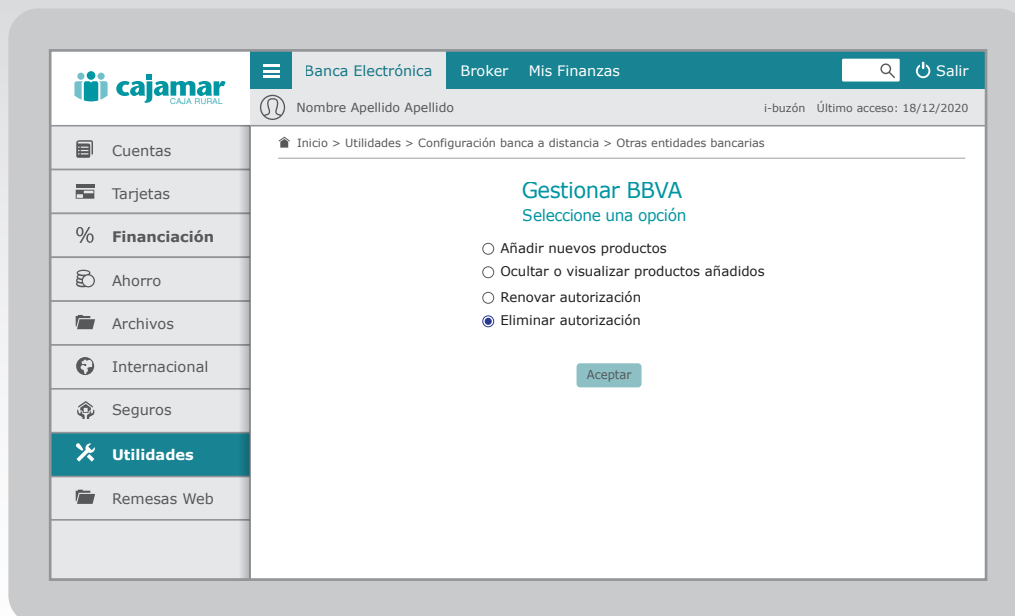 cajamar
CAJA RURAL
Banca Electrónica Broker Mis Finanzas Salir
Nombre Apellido Apellido i-buzón Último acceso: 18/12/2020
Inicio > Utilidades > Configuración banca a distancia > Otras entidades bancarias
Cuentas
Tarjetas
% Financiación
Ahorro
Archivos
Internacional
Seguros
Utilidades
Remesas Web
Gestionar BBVA
Seleccione una opción
Añadir nuevos productos
Ocultar o visualizar productos añadidos
Renovar autorización
Eliminar autorización
Aceptar